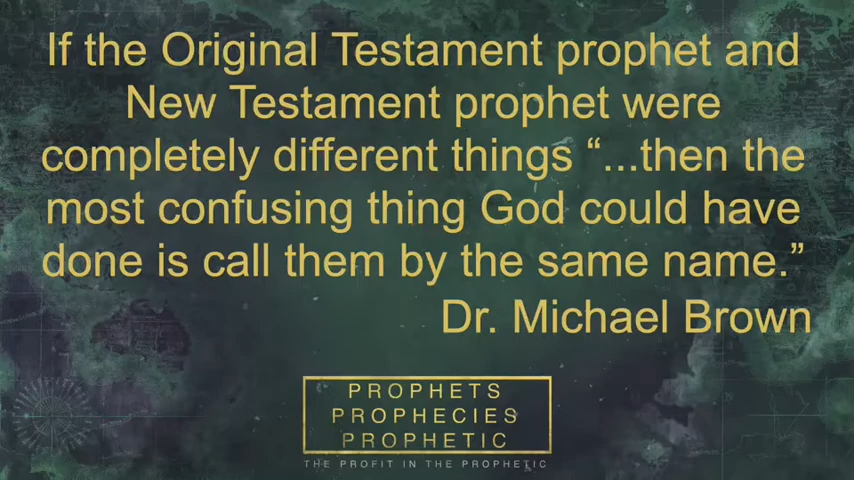 If the Original Testament prophet and
New Testament prophet were
completely different things “...then the
most confusing thing God could have
done is call them by the same name.”
Dr. Michael Brown
PROPHETS
PROPHECIES
PROPHETIC
THE PROFIT IN THE PROPHETIC